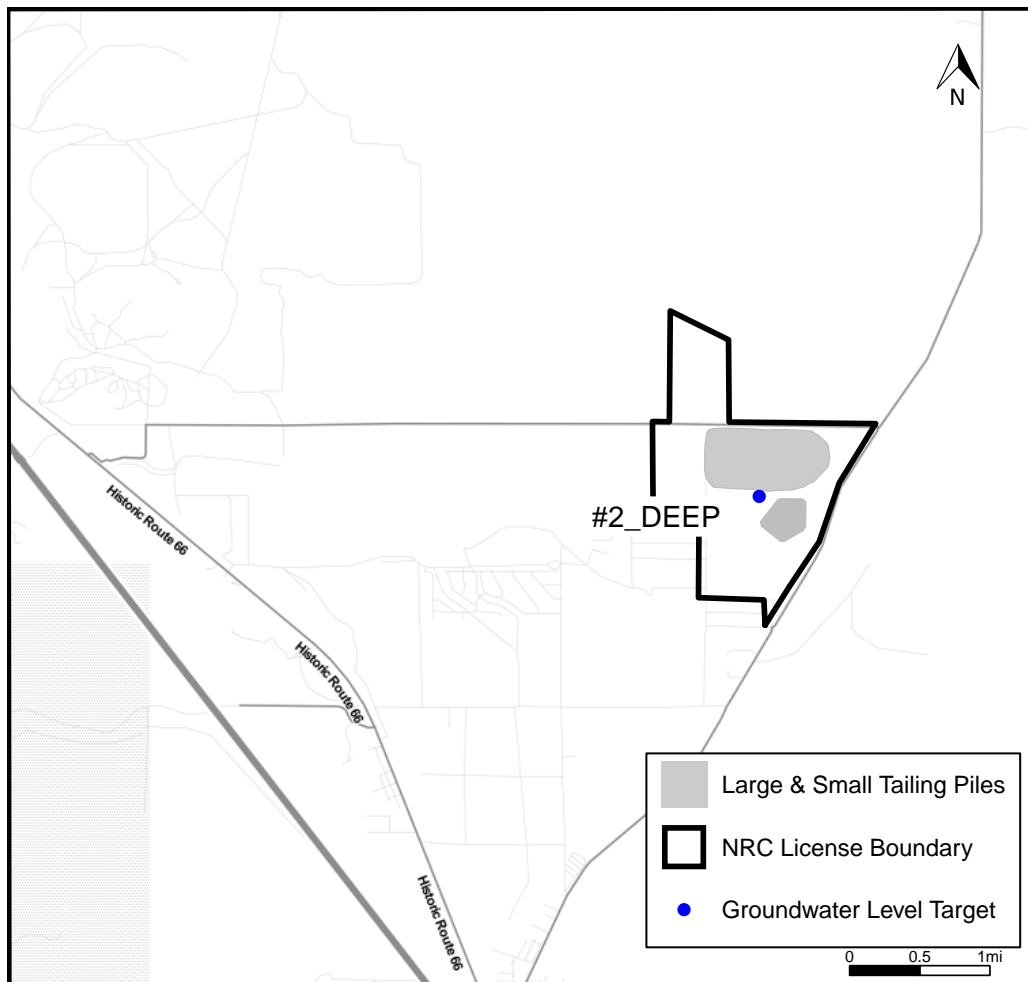 N
#2_DEEP
Historic Route 66
Historic Route 66
Historic Route 66
Large & Small Tailing Piles
NRC License Boundary
Groundwater Level Target
0 0.5 1mi